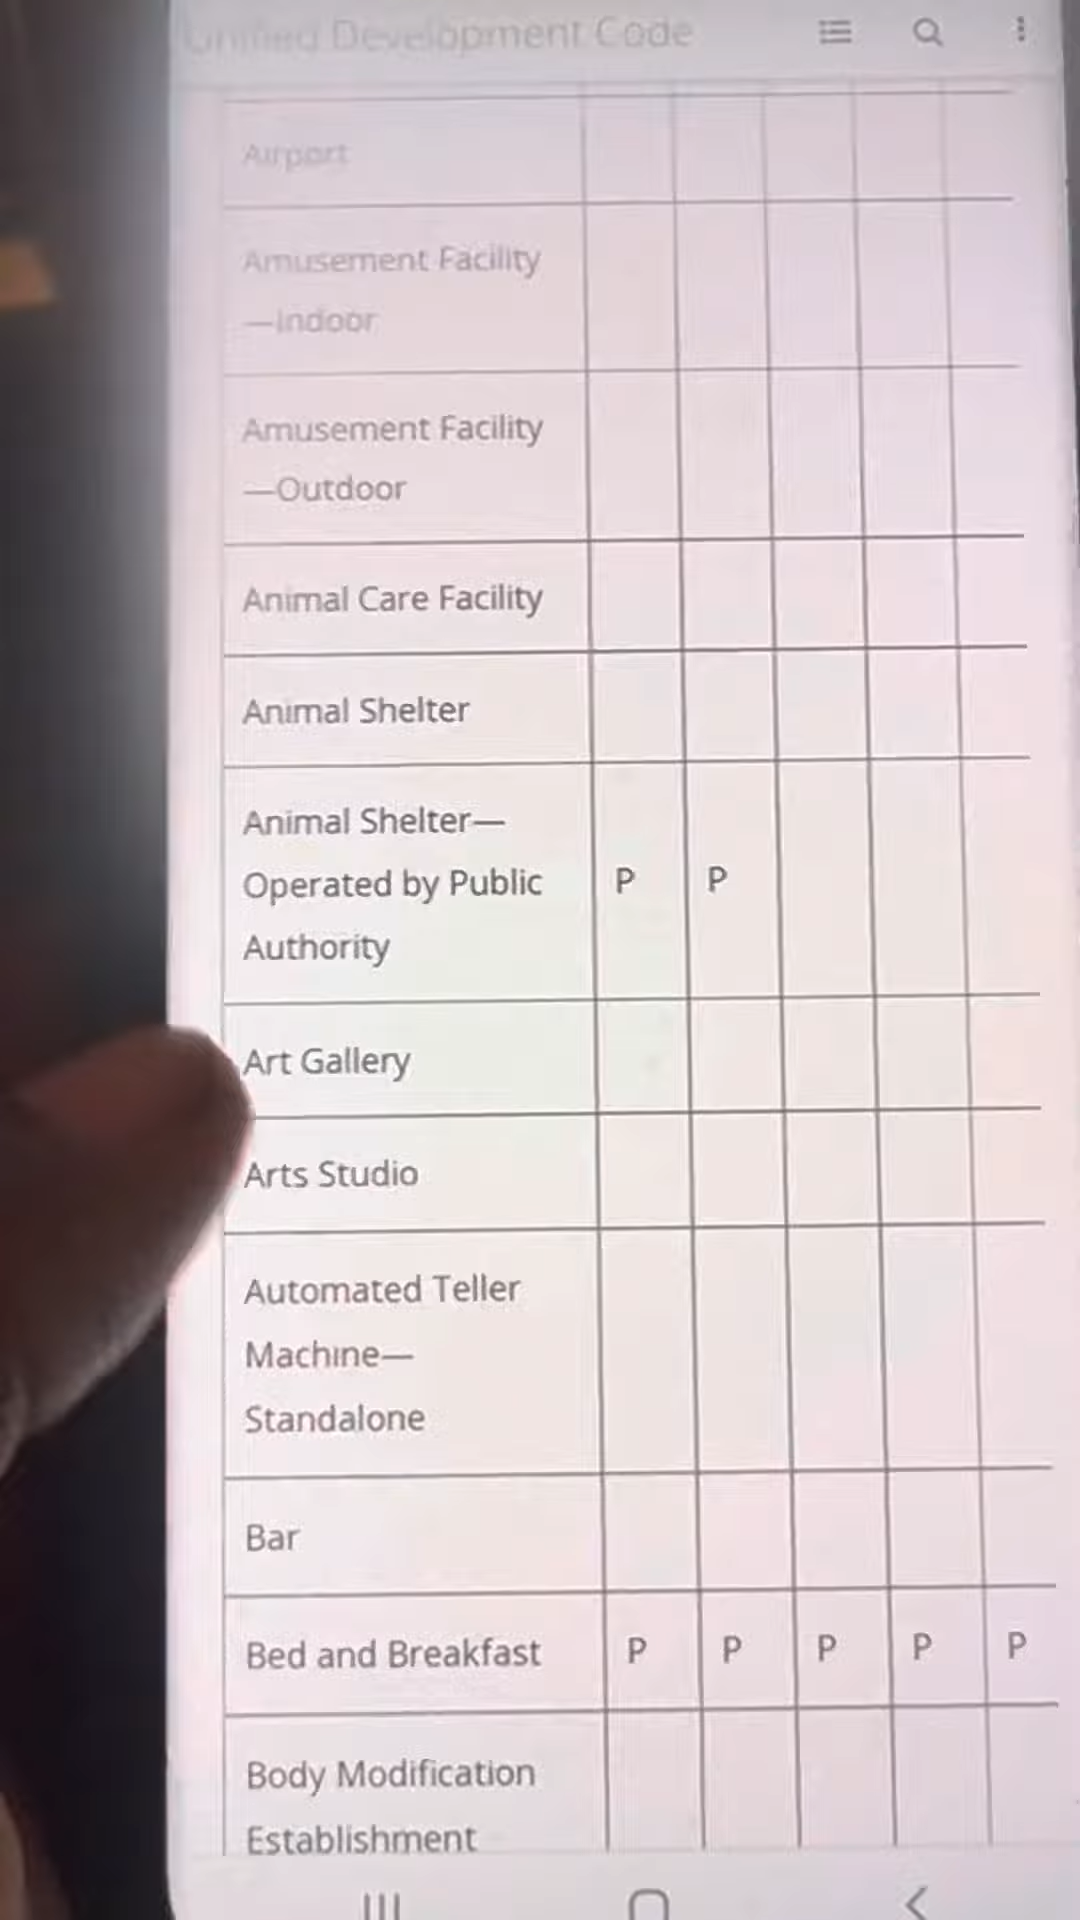 Unified Development Code
Airport
Amusement Facility
—Indoor
Amusement Facility
—Outdoor
Animal Care Facility
Animal Shelter
Animal Shelter—
Operated by Public P P
Authority
Art Gallery
Arts Studio
Automated Teller
Machine—
Standalone
Bar
Bed and Breakfast P P P P P
Body Modification
Establishment